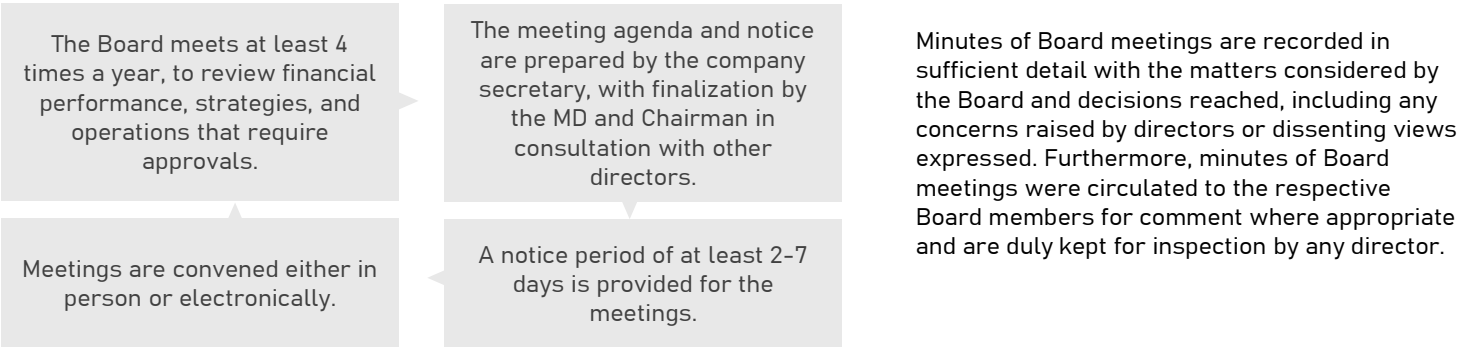 The Board meets at least 4
times a year, to review financial
performance, strategies, and
operations that require
approvals.
The meeting agenda and notice
are prepared by the company
secretary, with finalization by
the MD and Chairman in
consultation with other
directors.
A notice period of at least 2-7
days is provided for the
meetings.
Meetings are convened either in
person or electronically.
Minutes of Board meetings are recorded in
sufficient detail with the matters considered by
the Board and decisions reached, including any
concerns raised by directors or dissenting views
expressed. Furthermore, minutes of Board
meetings were circulated to the respective
Board members for comment where appropriate
and are duly kept for inspection by any director.